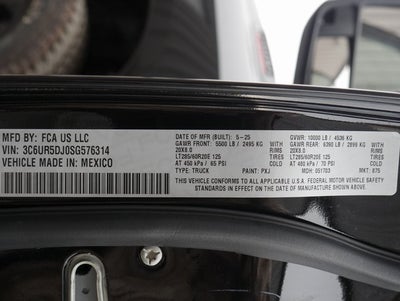 MFD BY: FCA US LLC
VIN: 3C6UR5DJ0SG576314
VEHICLE MADE IN: MEXICO
DATE OF MFR (BUILT): 5-25
GVWR: 10000 LB / 4536 KG
GAWR FRONT: 5500 LB / 2495 KG WITH
GAWR REAR: 6390 LB / 2898 KG WITH
20X8.0 TIRES
20X8.0 TIRES
LT285/60R20E 125 RIMS
LT285/60R20E 125 RIMS
AT 450 kPa / 65 PSI COLD
AT 480 kPa / 70 PSI COLD
TYPE: TRUCK PAINT: PXJ MDH: 051703 MKT: 875
THIS VEHICLE CONFORMS TO ALL APPLICABLE U.S.A. FEDERAL MOTOR VEHICLE SAFETY
STANDARDS IN EFFECT ON THE DATE OF MANUFACTURE SHOWN ABOVE